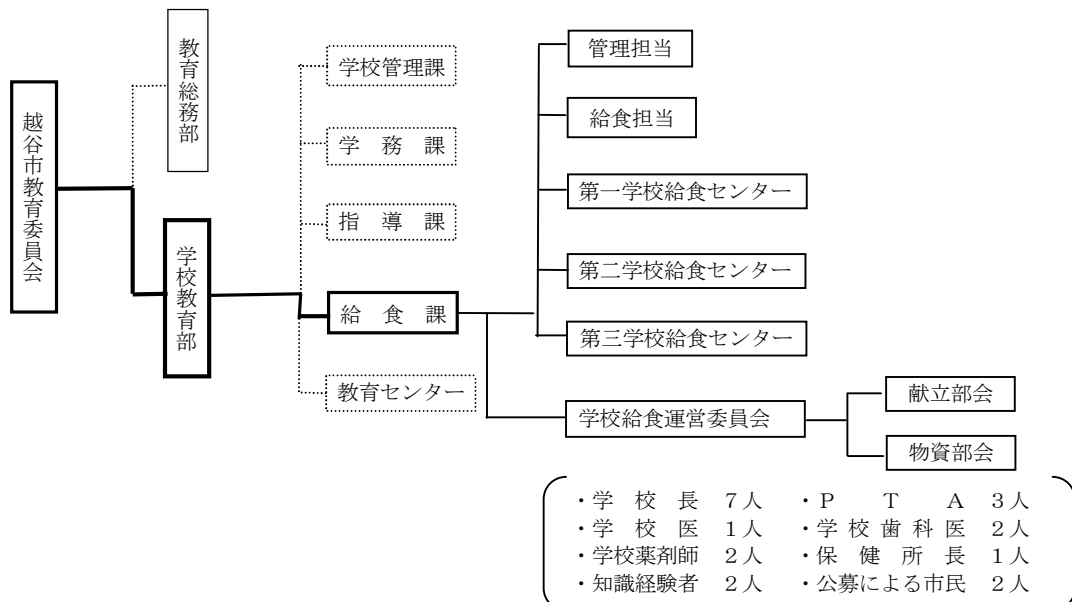 越谷市教育委員会
教育総務部
学校教育部
学校管理課
学　務　課
指　導　課
給　食　課
教育センター
管理担当
給食担当
第一学校給食センター
第二学校給食センター
第三学校給食センター
学校給食運営委員会
献立部会
物資部会
・学　校　長　7人　・Ｐ　Ｔ　Ａ　3人
・学　校　医　1人　・学 校 歯 科 医　2人
・学校薬剤師　2人　・保　健　所　長　1人
・知識経験者　2人　・公募による市民　2人